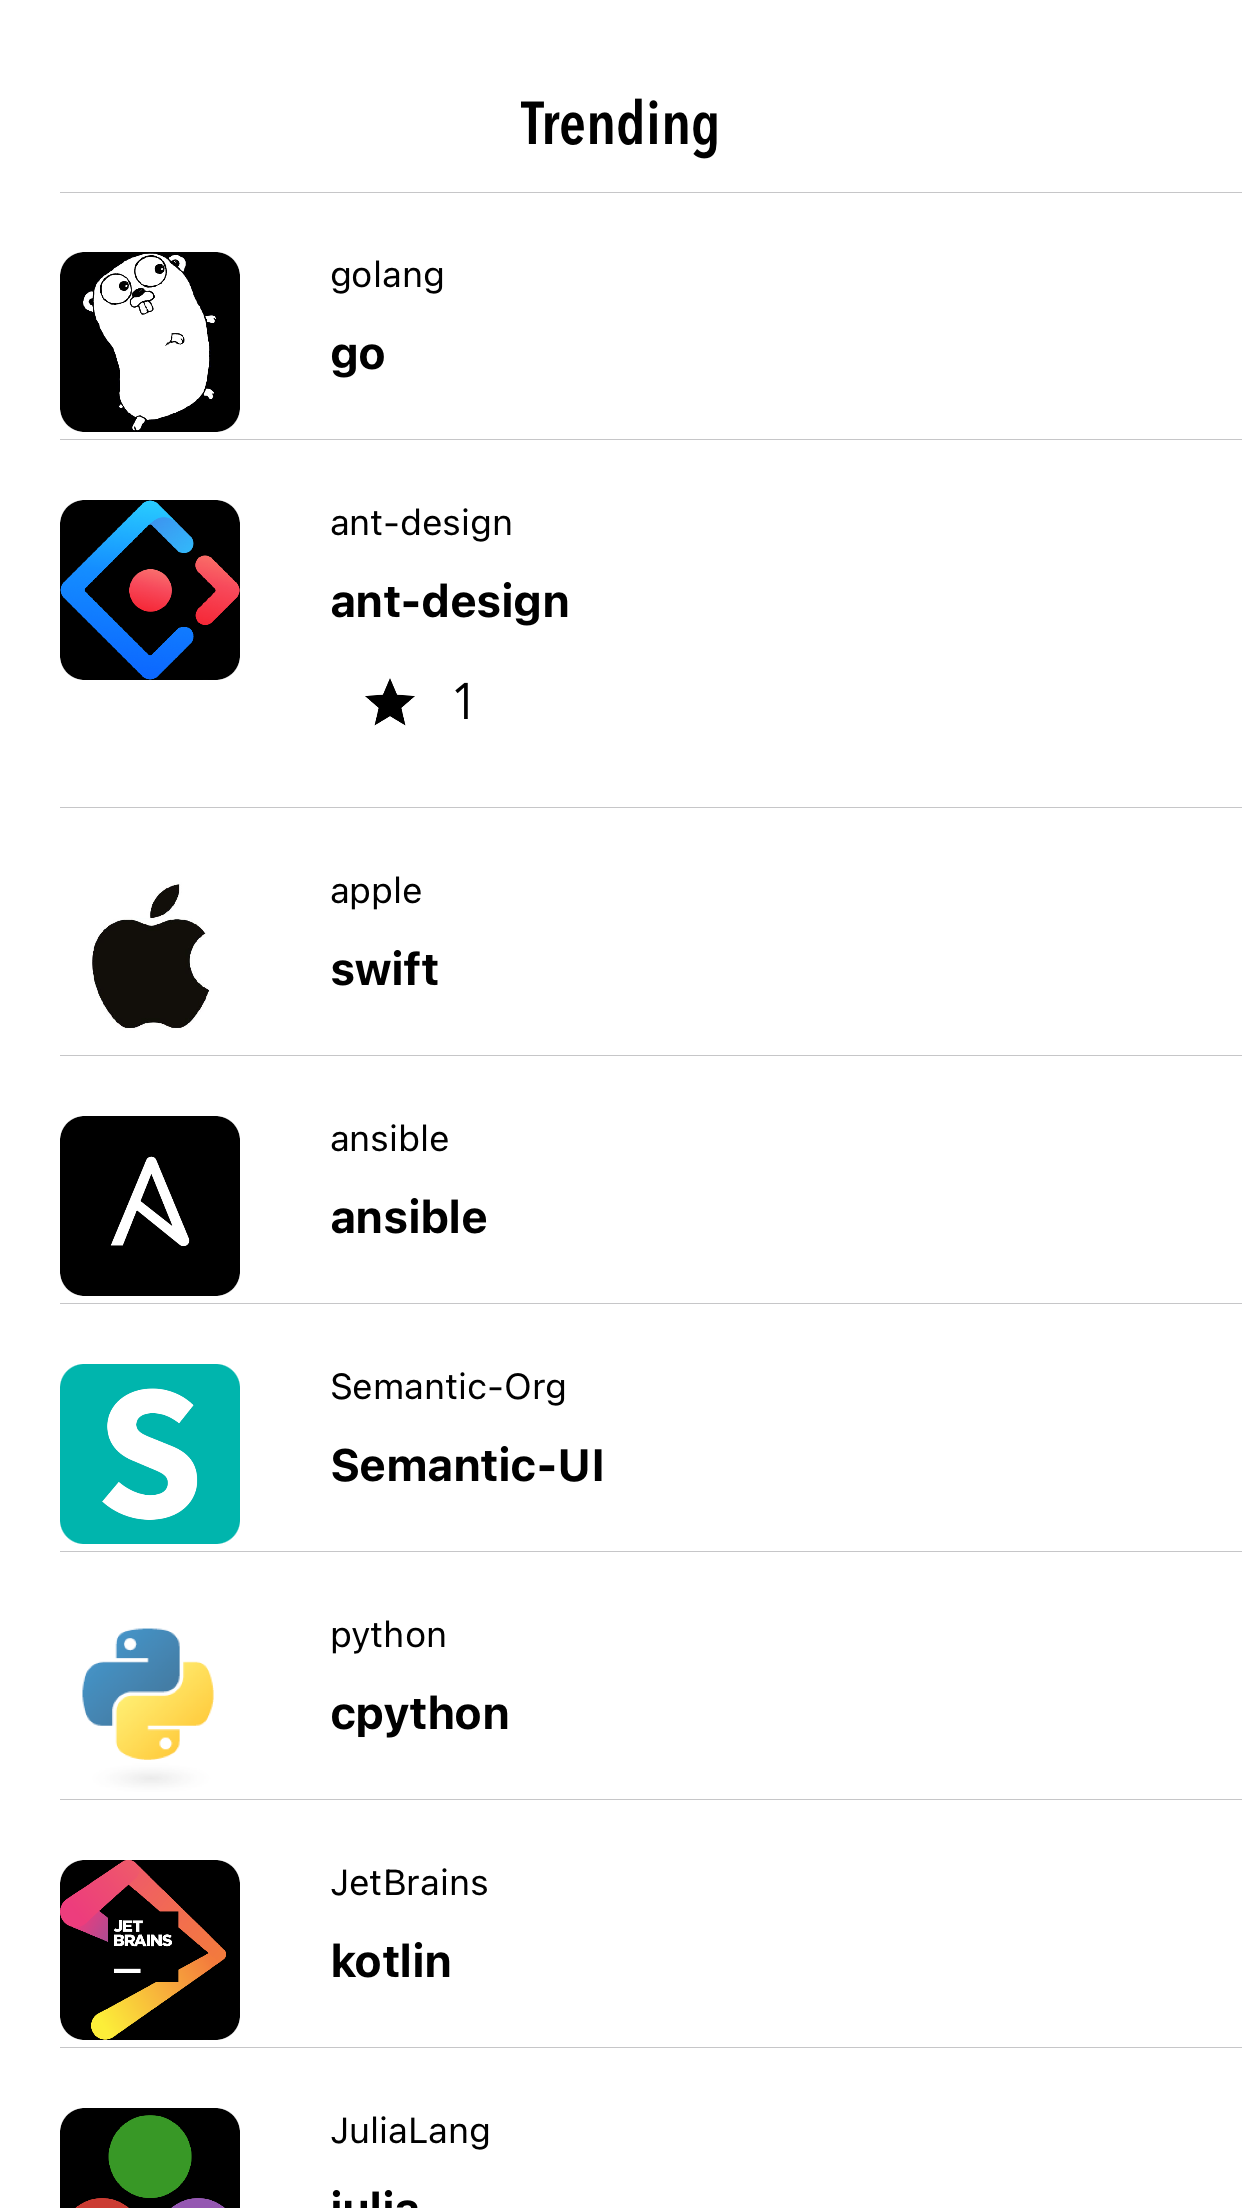 Trending
golang
go
ant-design
ant-design
1
apple
swift
ansible
ansible
Semantic-Org
Semantic-UI
python
cpython
JET
BRAINS
JetBrains
kotlin
JuliaLang
julia